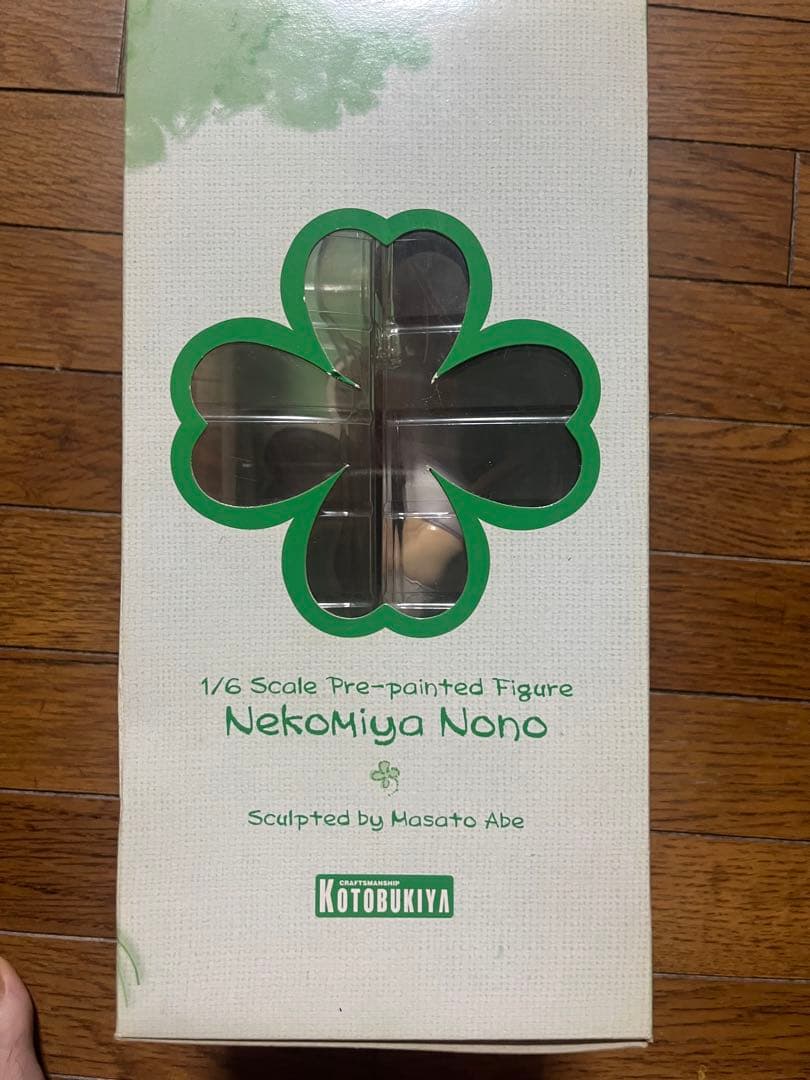 1/6 Scale Pre-painted Figure
Nekomiya Nono
Sculpted by Masato Abe
CRAFTSMANSHIP
KOTOBUKIYA